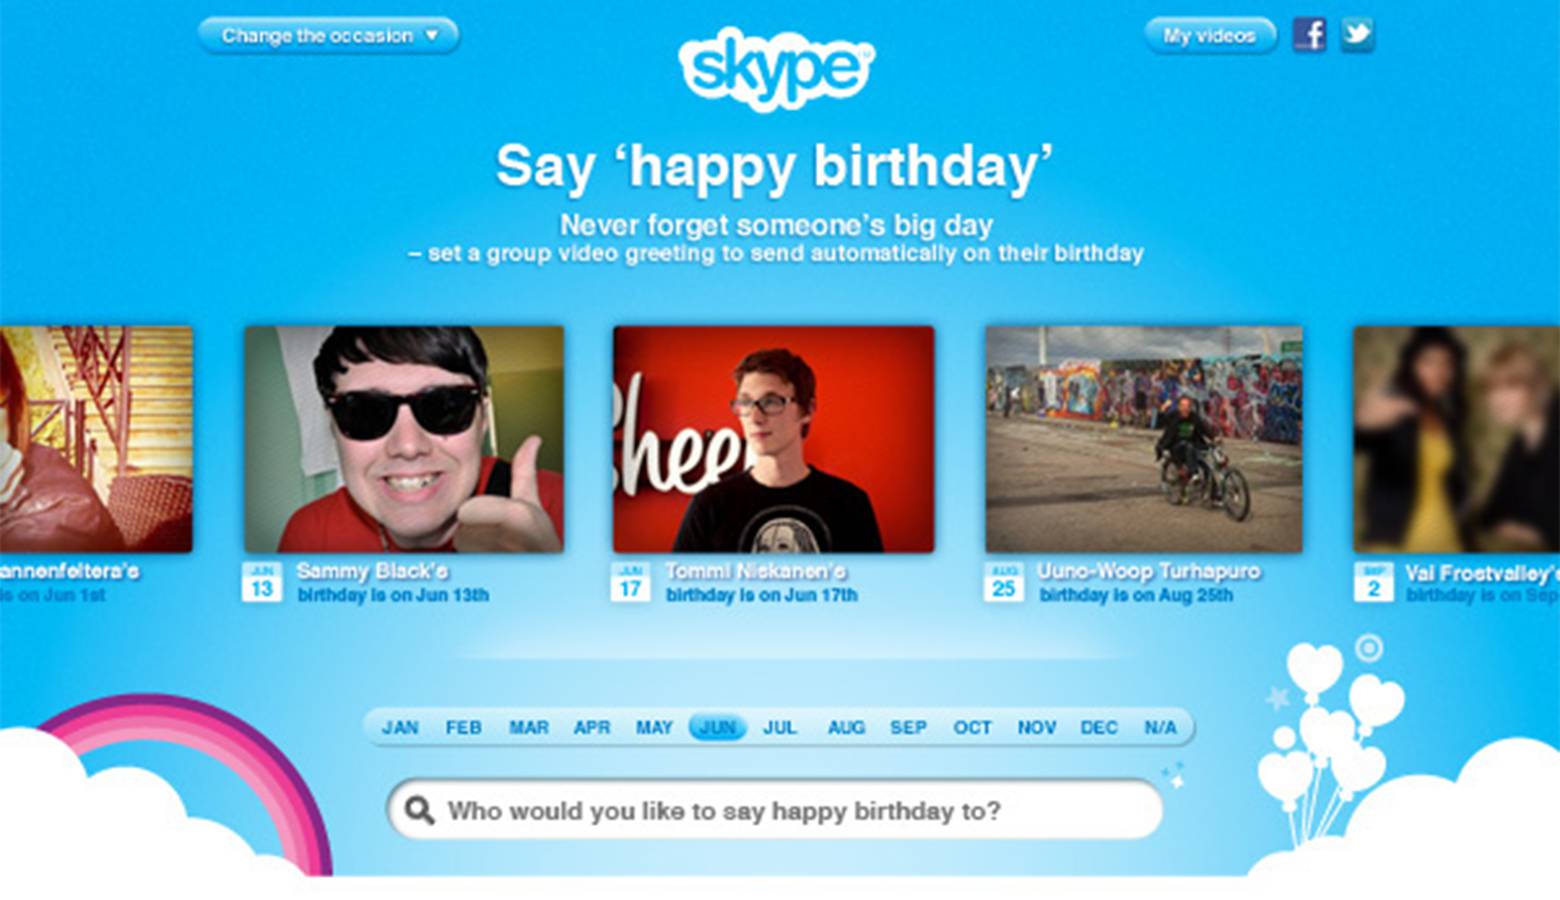 Change the occasion ▼
skype
My videos
Say ‘happy birthday’
Never forget someone’s big day
– set a group video greeting to send automatically on their birthday
Shee
annenfeltera’s
is on Jun 1st
JUN
13
Sammy Black’s
birthday is on Jun 13th
JUN
17
Tommi Niskanen’s
birthday is on Jun 17th
AUG
25
Uuno-Woop Turhapuro
birthday is on Aug 25th
SEP
2
Vai Frostvalley’s
birthday is on Sep
JAN FEB MAR APR MAY JUN JUL AUG SEP OCT NOV DEC N/A
Who would you like to say happy birthday to?